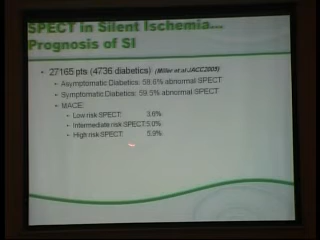 SPECT in Silent Ischemia...
Prognosis of SI
• 27165 pts (4736 diabetics) (Miller et al JACC2005)
• Asymptomatic Diabetics: 58.6% abnormal SPECT
• Symptomatic Diabetics: 59.5% abnormal SPECT
• MACE:
• Low risk SPECT: 3.6%
• Intermediate risk SPECT: 5.0%
• High risk SPECT: 5.9%